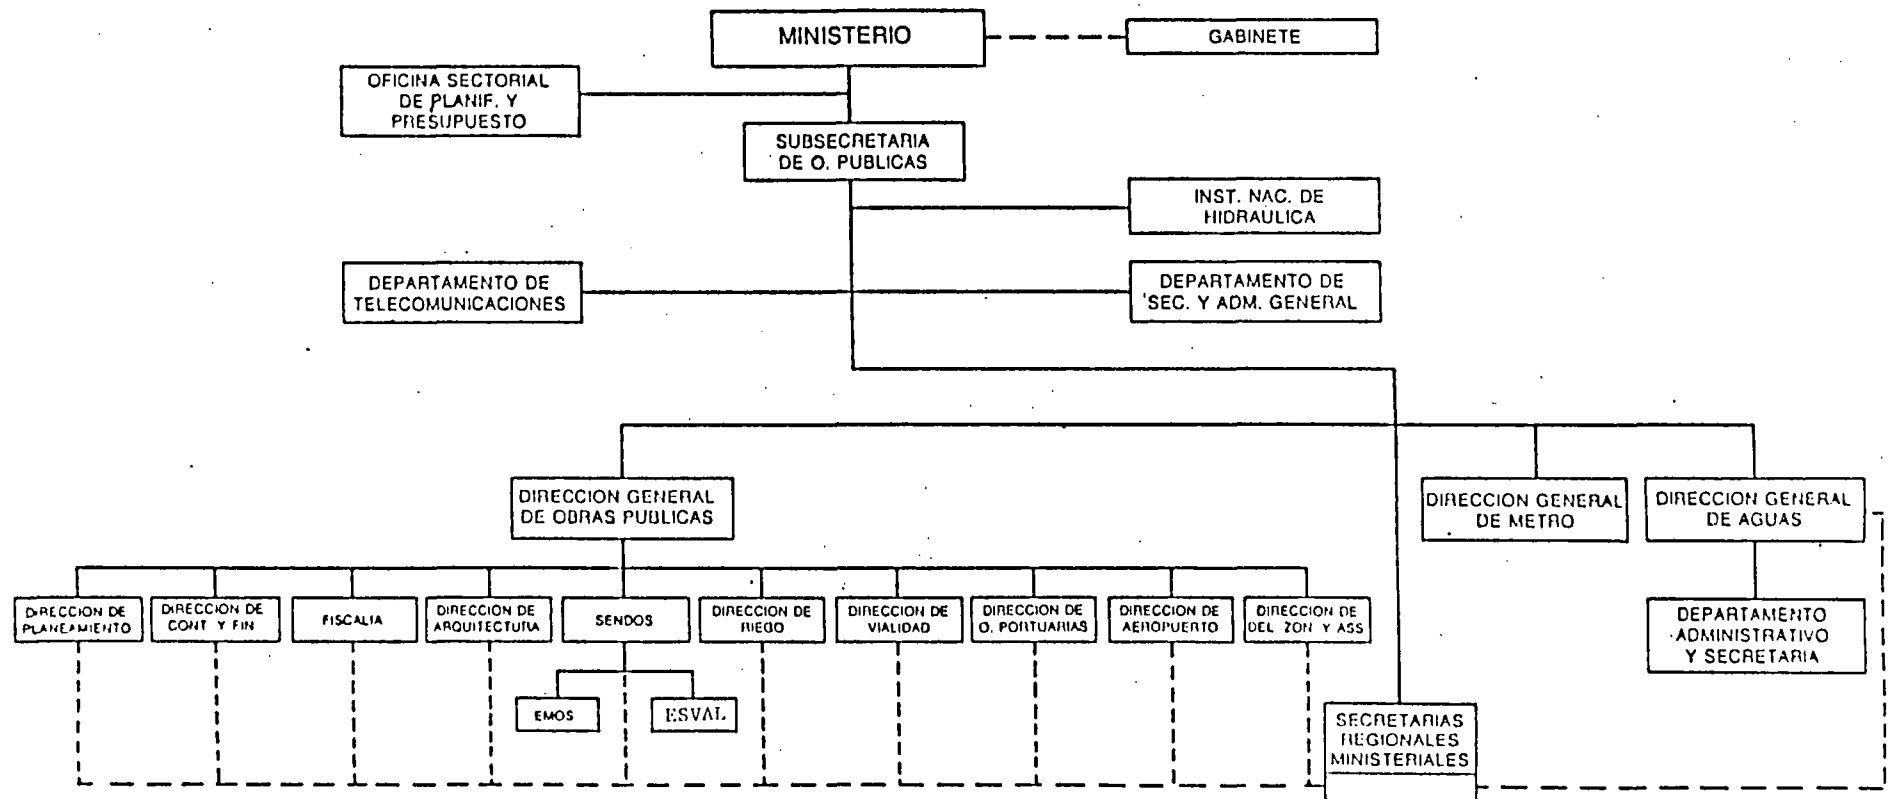 MINISTERIO
GABINETE
OFICINA SECTORIAL
DE PLANIF. Y
PRESUPUESTO
SUBSECRETARIA
DE O. PUBLICAS
INST. NAC. DE
HIDRAULICA
DEPARTAMENTO DE
TELECOMUNICACIONES
DEPARTAMENTO DE
SEC. Y ADM. GENERAL
DIRECCION GENERAL
DE OBRAS PUBLICAS
DIRECCION GENERAL
DE METRO
DIRECCION GENERAL
DE AGUAS
DIRECCION DE
PLANEAMIENTO
DIRECCION DE
CONT. Y FIN
FISCALIA
DIRECCION DE
ARQUITECTURA
SENDOS
DIRECCION DE
RIEGO
DIRECCION DE
VIALIDAD
DIRECCION DE
O. PORTUARIAS
DIRECCION DE
AEROPUERTO
DIRECCION DE
DEL ZON Y ASS
DEPARTAMENTO
ADMINISTRATIVO
Y SECRETARIA
EMOS
ESVAL
SECRETARIAS
REGIONALES
MINISTERIALES